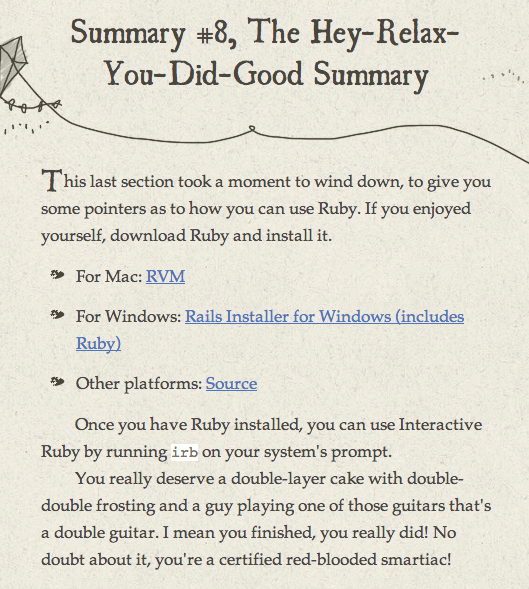 Summary #8, The Hey-Relax-
You-Did-Good Summary
This last section took a moment to wind down, to give you
some pointers as to how you can use Ruby. If you enjoyed
yourself, download Ruby and install it.
For Mac: RVM
For Windows: Rails Installer for Windows (includes
Ruby)
Other platforms: Source
Once you have Ruby installed, you can use Interactive
Ruby by running irb on your system's prompt.
You really deserve a double-layer cake with double-
double frosting and a guy playing one of those guitars that's
a double guitar. I mean you finished, you really did! No
doubt about it, you're a certified red-blooded smartiac!